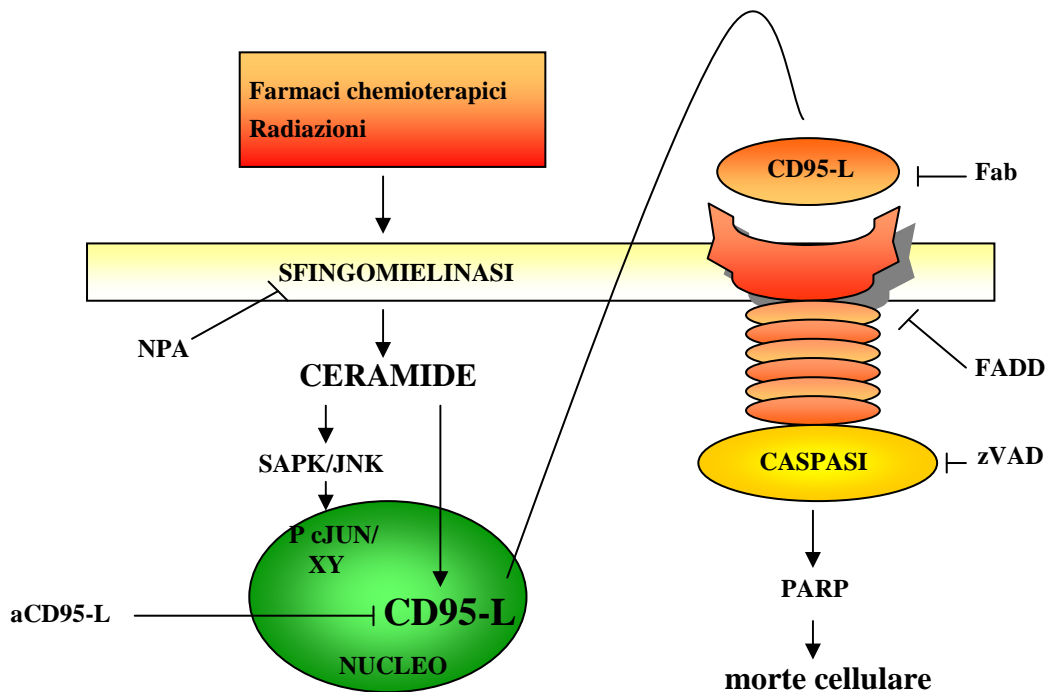 Farmaci chemioterapici
Radiazioni
CD95-L
Fab
SFINGOMIELINASI
NPA
FADD
CERAMIDE
SAPK/JNK
CASPASI
zVAD
P cJUN/
XY
PARP
aCD95-L
CD95-L
NUCLEO
morte cellulare